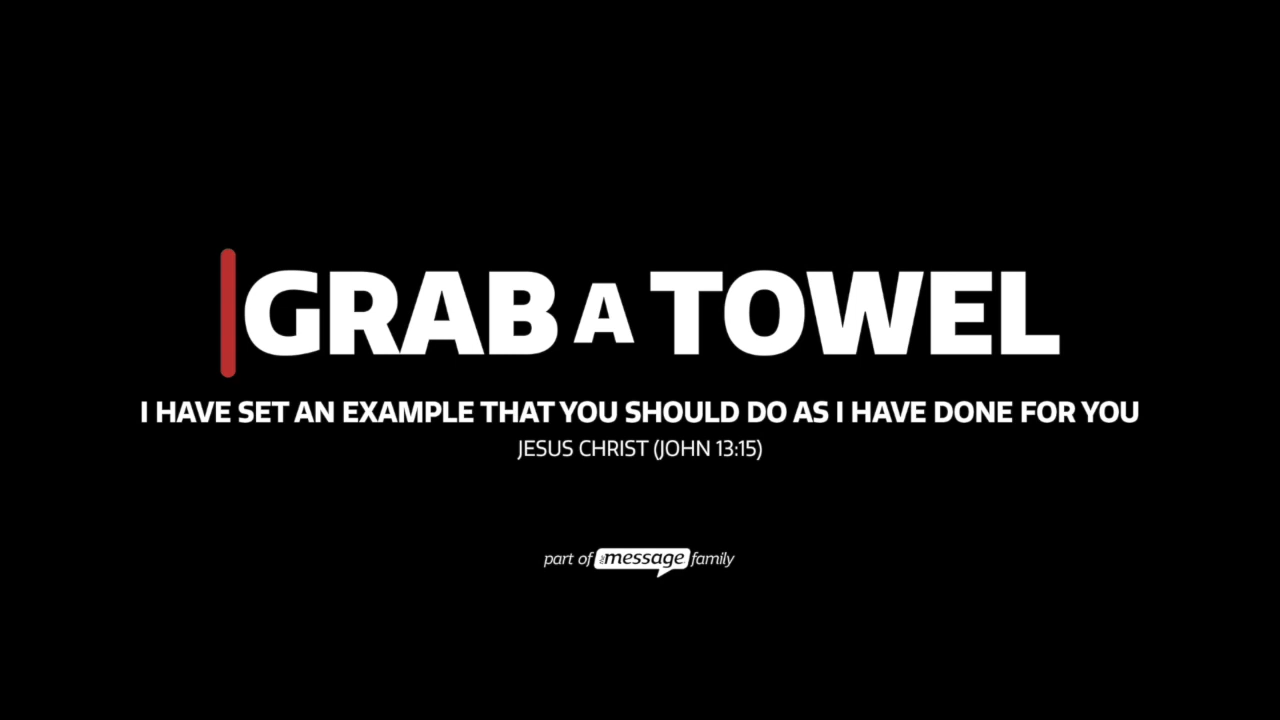 GRAB A TOWEL
I HAVE SET AN EXAMPLE THAT YOU SHOULD DO AS I HAVE DONE FOR YOU
JESUS CHRIST (JOHN 13:15)
part of message family